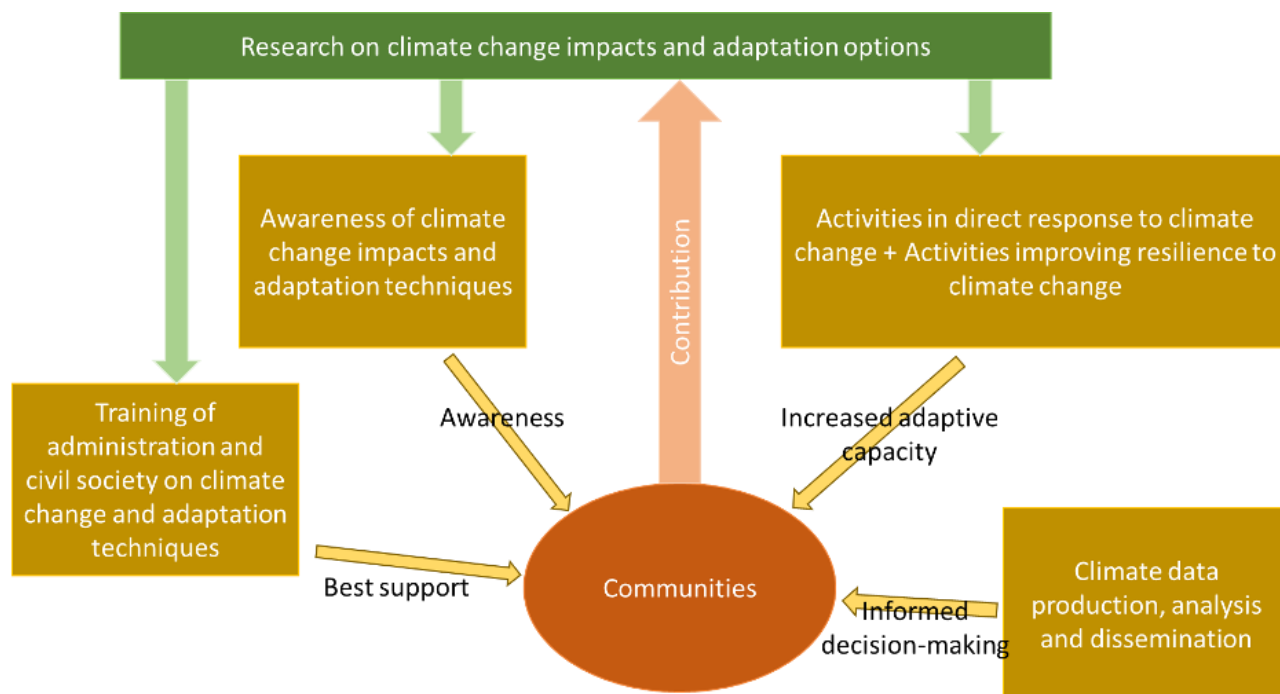 Research on climate change impacts and adaptation options
Awareness of climate
change impacts and
adaptation techniques
Contribution
Activities in direct response to climate
change + Activities improving resilience to
climate change
Training of
administration and
civil society on climate
change and adaptation
techniques
Awareness
Increased adaptive
capacity
Best support
Communities
Informed
decision-making
Climate data
production, analysis
and dissemination